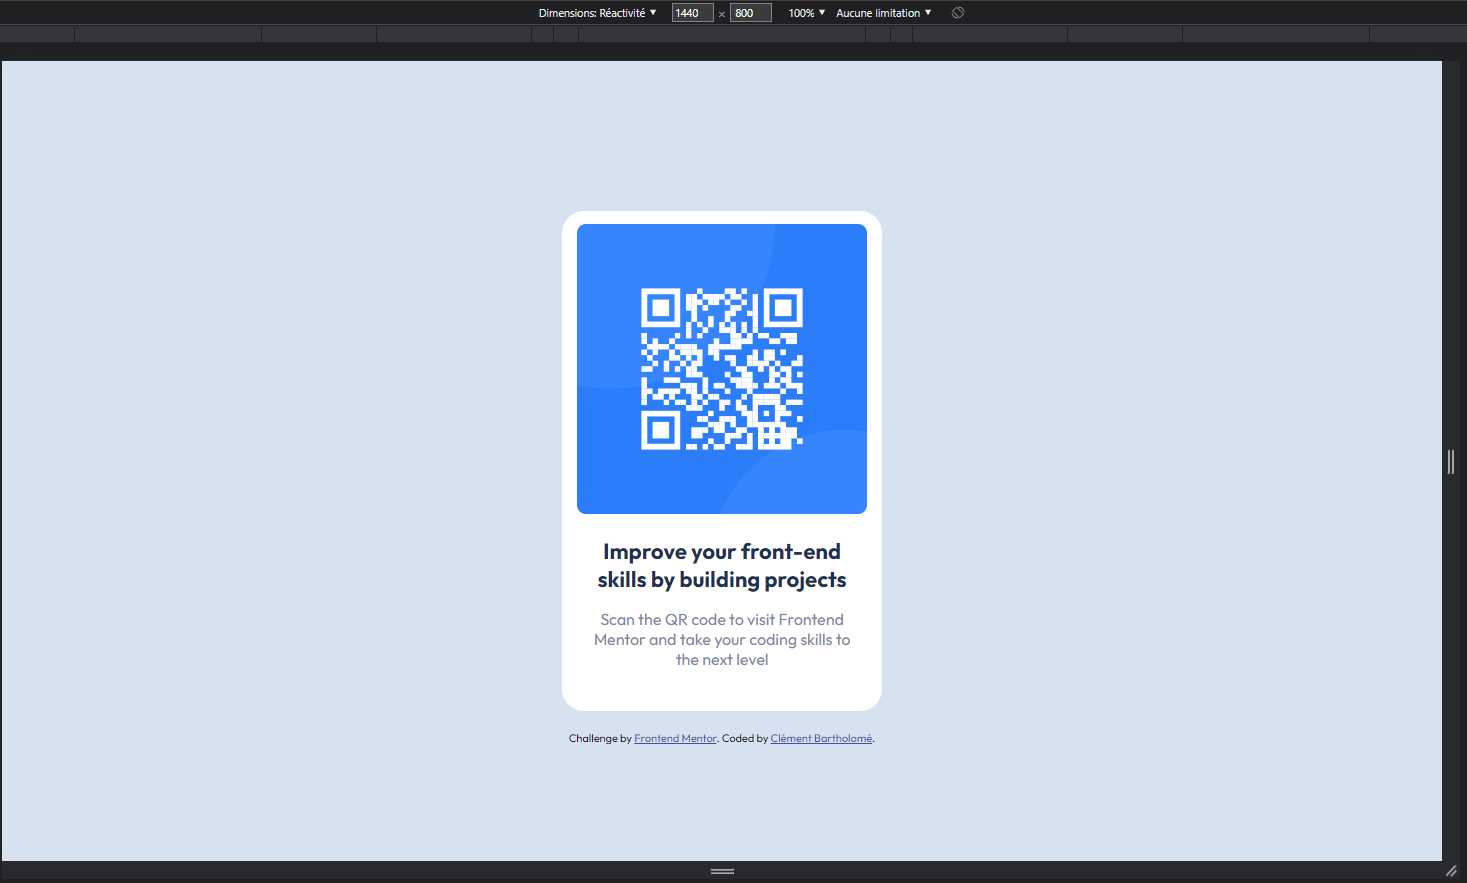 Dimensions: Réactivité ▼ 1440 × 800 100% ▼ Aucune limitation ▼
Improve your front-end
skills by building projects
Scan the QR code to visit Frontend
Mentor and take your coding skills to
the next level
Challenge by Frontend Mentor. Coded by Clément Bartholomé.